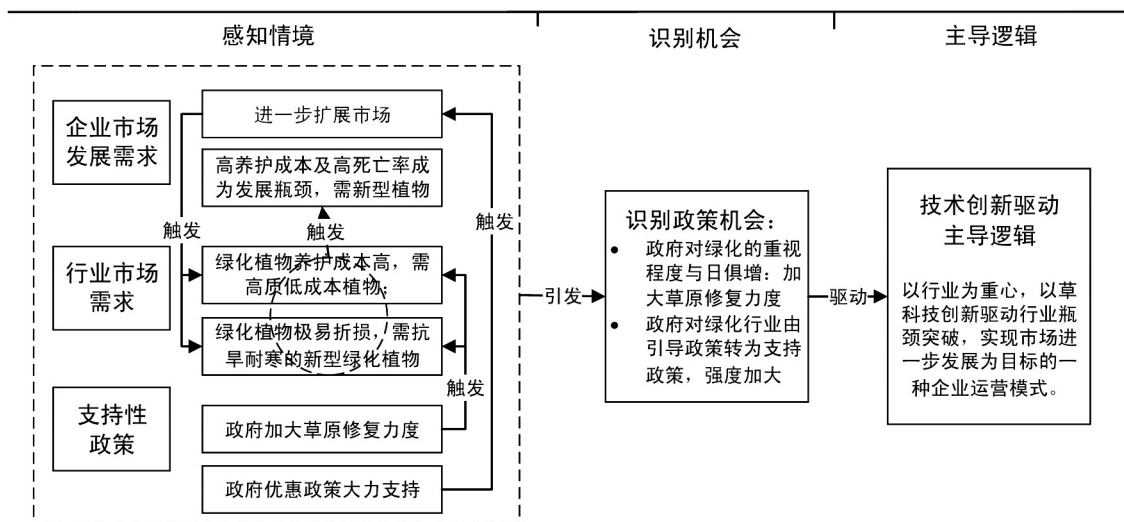 感知情境
识别机会
主导逻辑
企业市场
发展需求
进一步扩展市场
高养护成本及高死亡率成
为发展瓶颈，需新型植物
触发
触发
触发
行业市场
需求
绿化植物养护成本高，需
高质低成本植物；
绿化植物极易折损，需抗
旱耐寒的新型绿化植物
触发
支持性
政策
政府加大草原修复力度
政府优惠政策大力支持
引发
识别政策机会：
● 政府对绿化的重视
程度与日俱增：加
大草原修复力度
● 政府对绿化行业由
引导政策转为支持
政策，强度加大
驱动
技术创新驱动
主导逻辑
以行业为重心，以草
科技创新驱动行业瓶
颈突破，实现市场进
一步发展为目标的一
种企业运营模式。